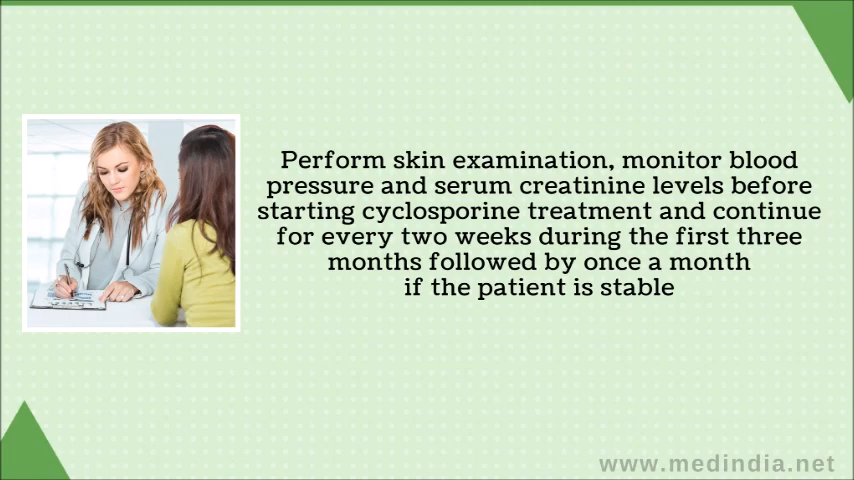 Perform skin examination, monitor blood
pressure and serum creatinine levels before
starting cyclosporine treatment and continue
for every two weeks during the first three
months followed by once a month
if the patient is stable
www.medindia.net